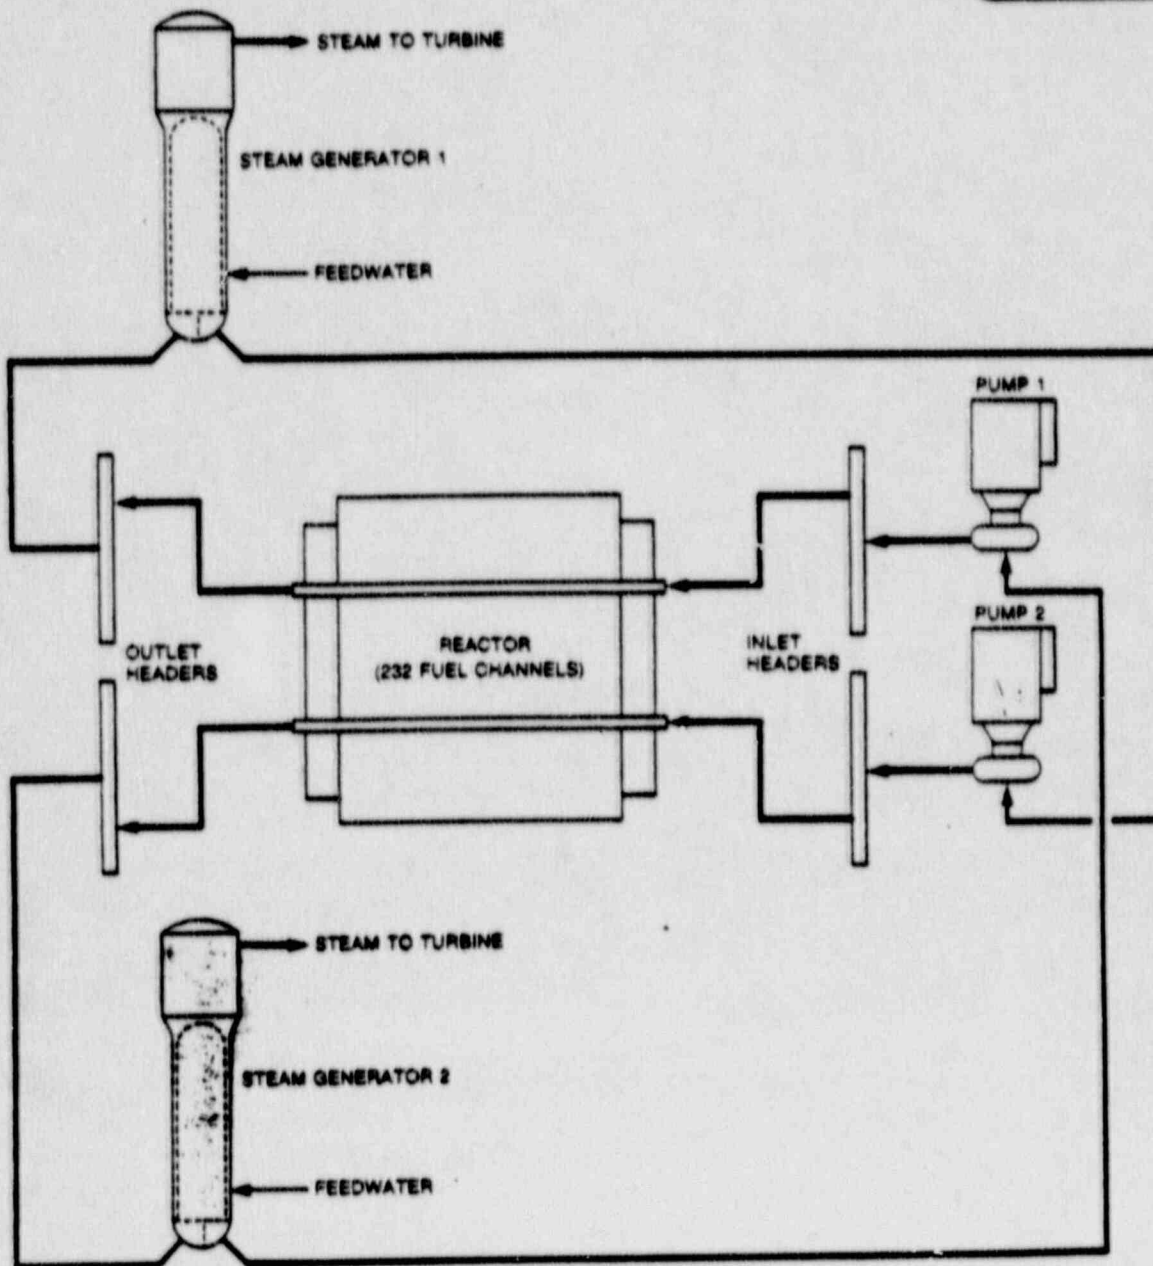 STEAM TO TURBINE
STEAM GENERATOR 1
FEEDWATER
PUMP 1
PUMP 2
OUTLET
HEADERS
REACTOR
(232 FUEL CHANNELS)
INLET
HEADERS
STEAM TO TURBINE
STEAM GENERATOR 2
FEEDWATER